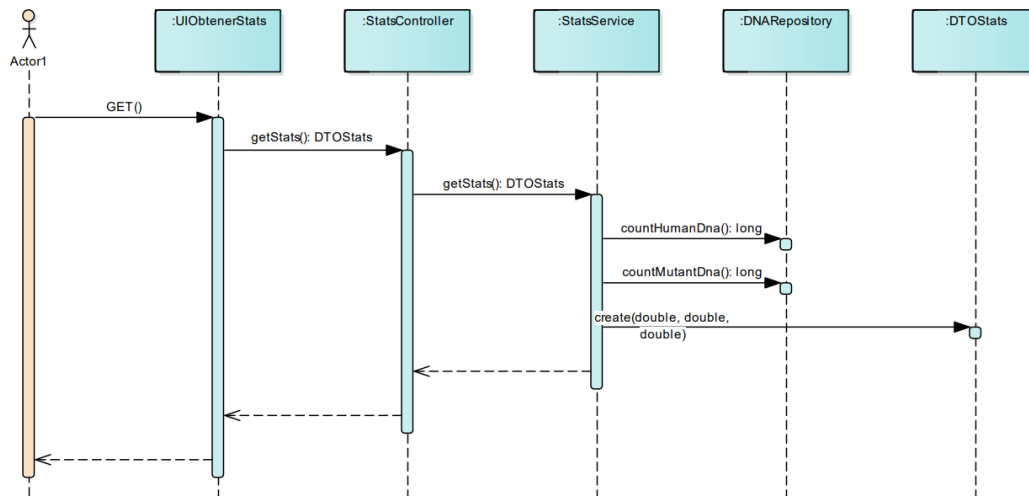 :UIObtenerStats
:StatsController
:StatsService
:DNARepository
:DTOStats
Actor1
GET()
getStats(): DTOStats
getStats(): DTOStats
countHumanDna(): long
countMutantDna(): long
create(double, double,
double)